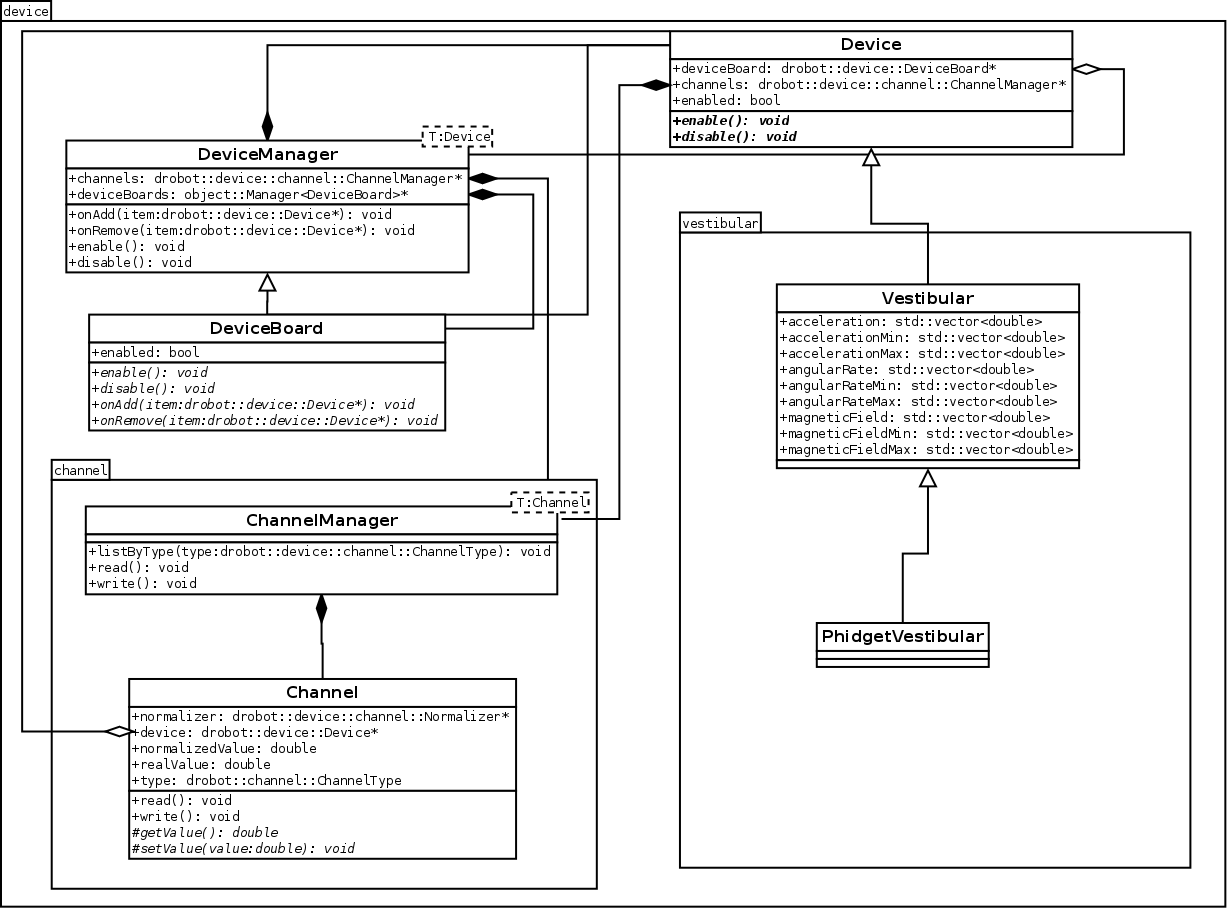 device
Device
+deviceBoard: drobot::device::DeviceBoard*
+channels: drobot::device::channel::ChannelManager*
+enabled: bool
+enable(): void
+disable(): void
T:Device
DeviceManager
+channels: drobot::device::channel::ChannelManager*
+deviceBoards: object::Manager<DeviceBoard>*
+onAdd(item:drobot::device::Device*): void
+onRemove(item:drobot::device::Device*): void
+enable(): void
+disable(): void
DeviceBoard
+enabled: bool
+enable(): void
+disable(): void
+onAdd(item:drobot::device::Device*): void
+onRemove(item:drobot::device::Device*): void
vestibular
Vestibular
+acceleration: std::vector<double>
+accelerationMin: std::vector<double>
+accelerationMax: std::vector<double>
+angularRate: std::vector<double>
+angularRateMin: std::vector<double>
+angularRateMax: std::vector<double>
+magneticField: std::vector<double>
+magneticFieldMin: std::vector<double>
+magneticFieldMax: std::vector<double>
PhidgetVestibular
channel
T:Channel
ChannelManager
+listByType(type:drobot::device::channel::ChannelType): void
+read(): void
+write(): void
Channel
+normalizer: drobot::device::channel::Normalizer*
+device: drobot::device::Device*
+normalizedValue: double
+realValue: double
+type: drobot::channel::ChannelType
+read(): void
+write(): void
#getValue(): double
#setValue(value:double): void